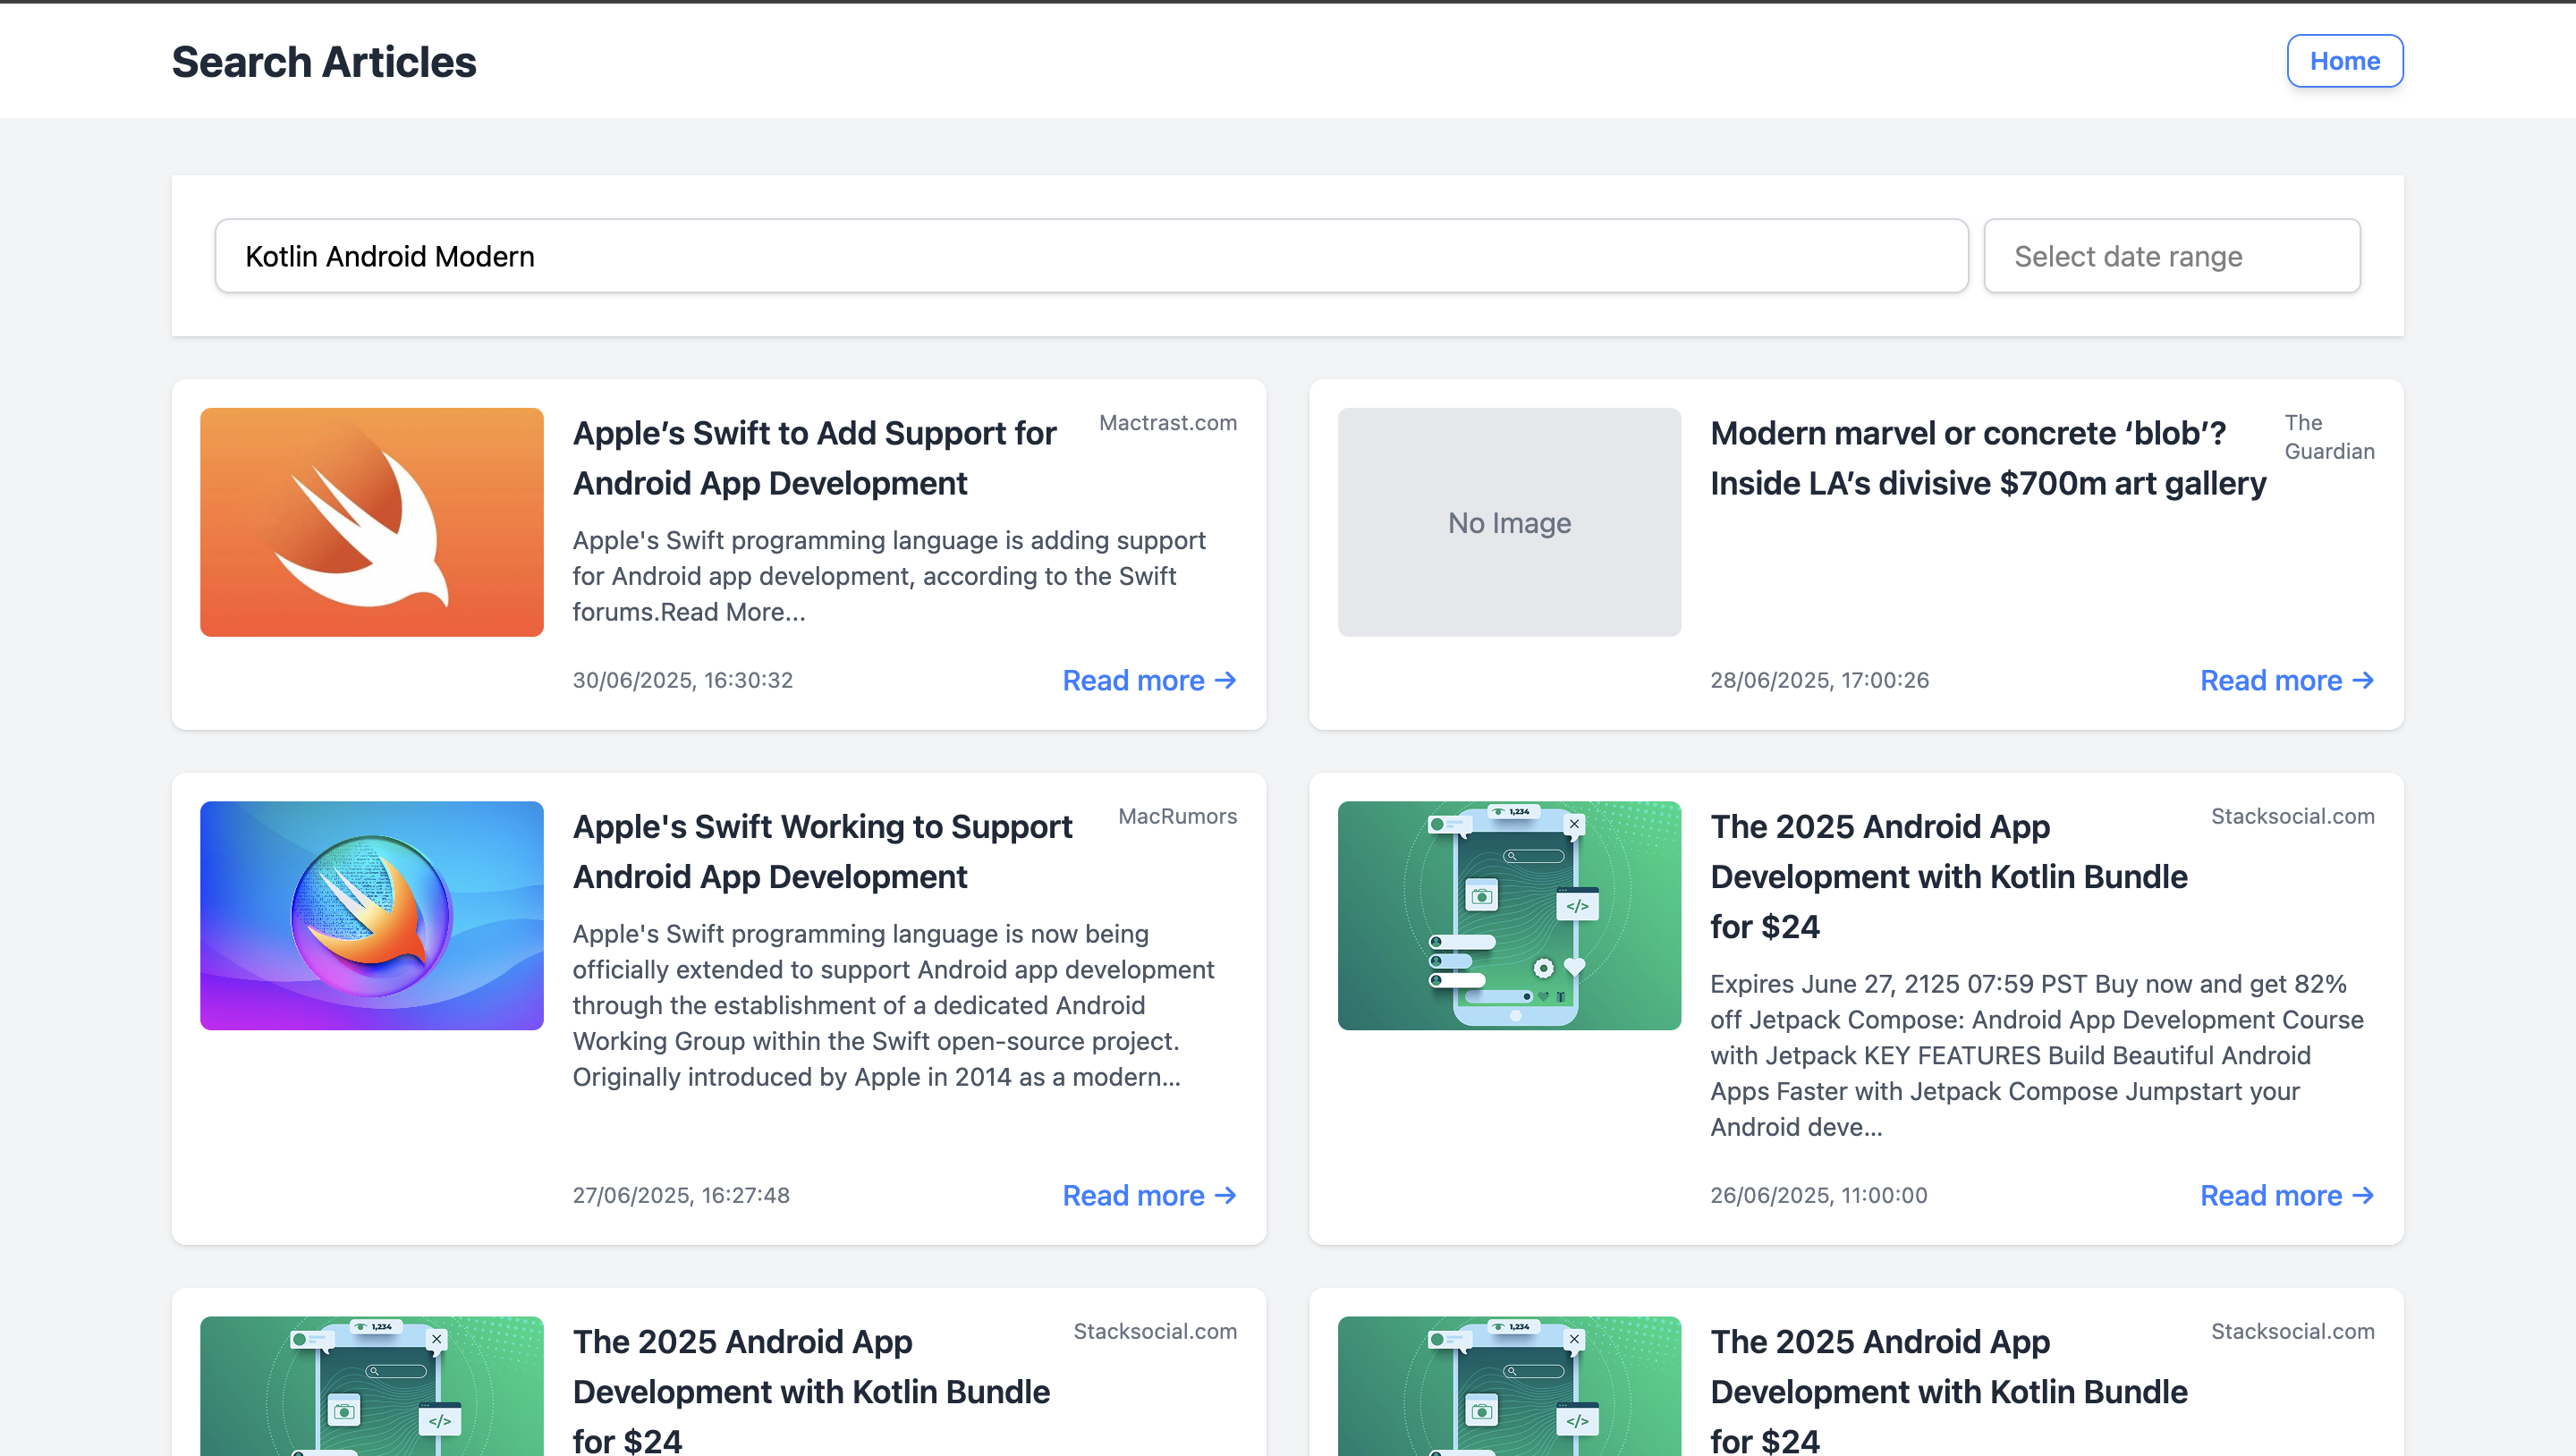 Search Articles
Home
Kotlin Android Modern
Select date range
Apple’s Swift to Add Support for
Android App Development
Mactrast.com
Apple's Swift programming language is adding support
for Android app development, according to the Swift
forums.Read More...
30/06/2025, 16:30:32
Read more →
No Image
Modern marvel or concrete ‘blob’?
Inside LA’s divisive $700m art gallery
The
Guardian
28/06/2025, 17:00:26
Read more →
Apple's Swift Working to Support
Android App Development
MacRumors
Apple's Swift programming language is now being
officially extended to support Android app development
through the establishment of a dedicated Android
Working Group within the Swift open-source project.
Originally introduced by Apple in 2014 as a modern...
27/06/2025, 16:27:48
Read more →
1,234
</>
The 2025 Android App
Development with Kotlin Bundle
for $24
Stacksocial.com
Expires June 27, 2125 07:59 PST Buy now and get 82%
off Jetpack Compose: Android App Development Course
with Jetpack KEY FEATURES Build Beautiful Android
Apps Faster with Jetpack Compose Jumpstart your
Android deve...
26/06/2025, 11:00:00
Read more →
1,234
</>
The 2025 Android App
Development with Kotlin Bundle
for $24
Stacksocial.com
1,234
</>
The 2025 Android App
Development with Kotlin Bundle
for $24
Stacksocial.com